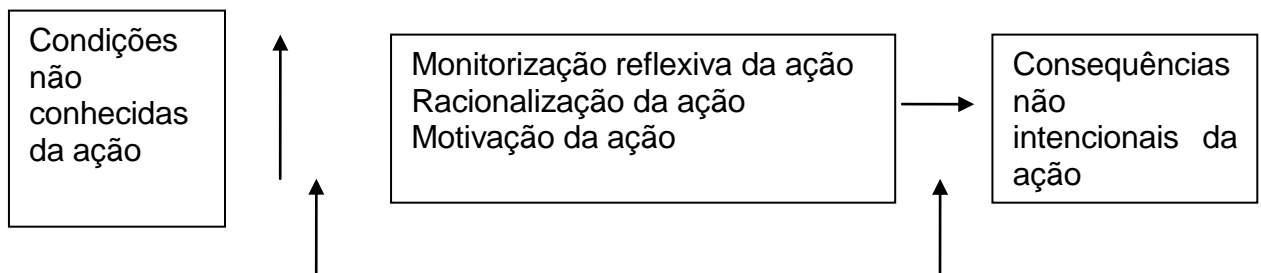 Condições
não
conhecidas
da ação
Monitorização reflexiva da ação
Racionalização da ação
Motivação da ação
Consequências
não
intencionais da
ação